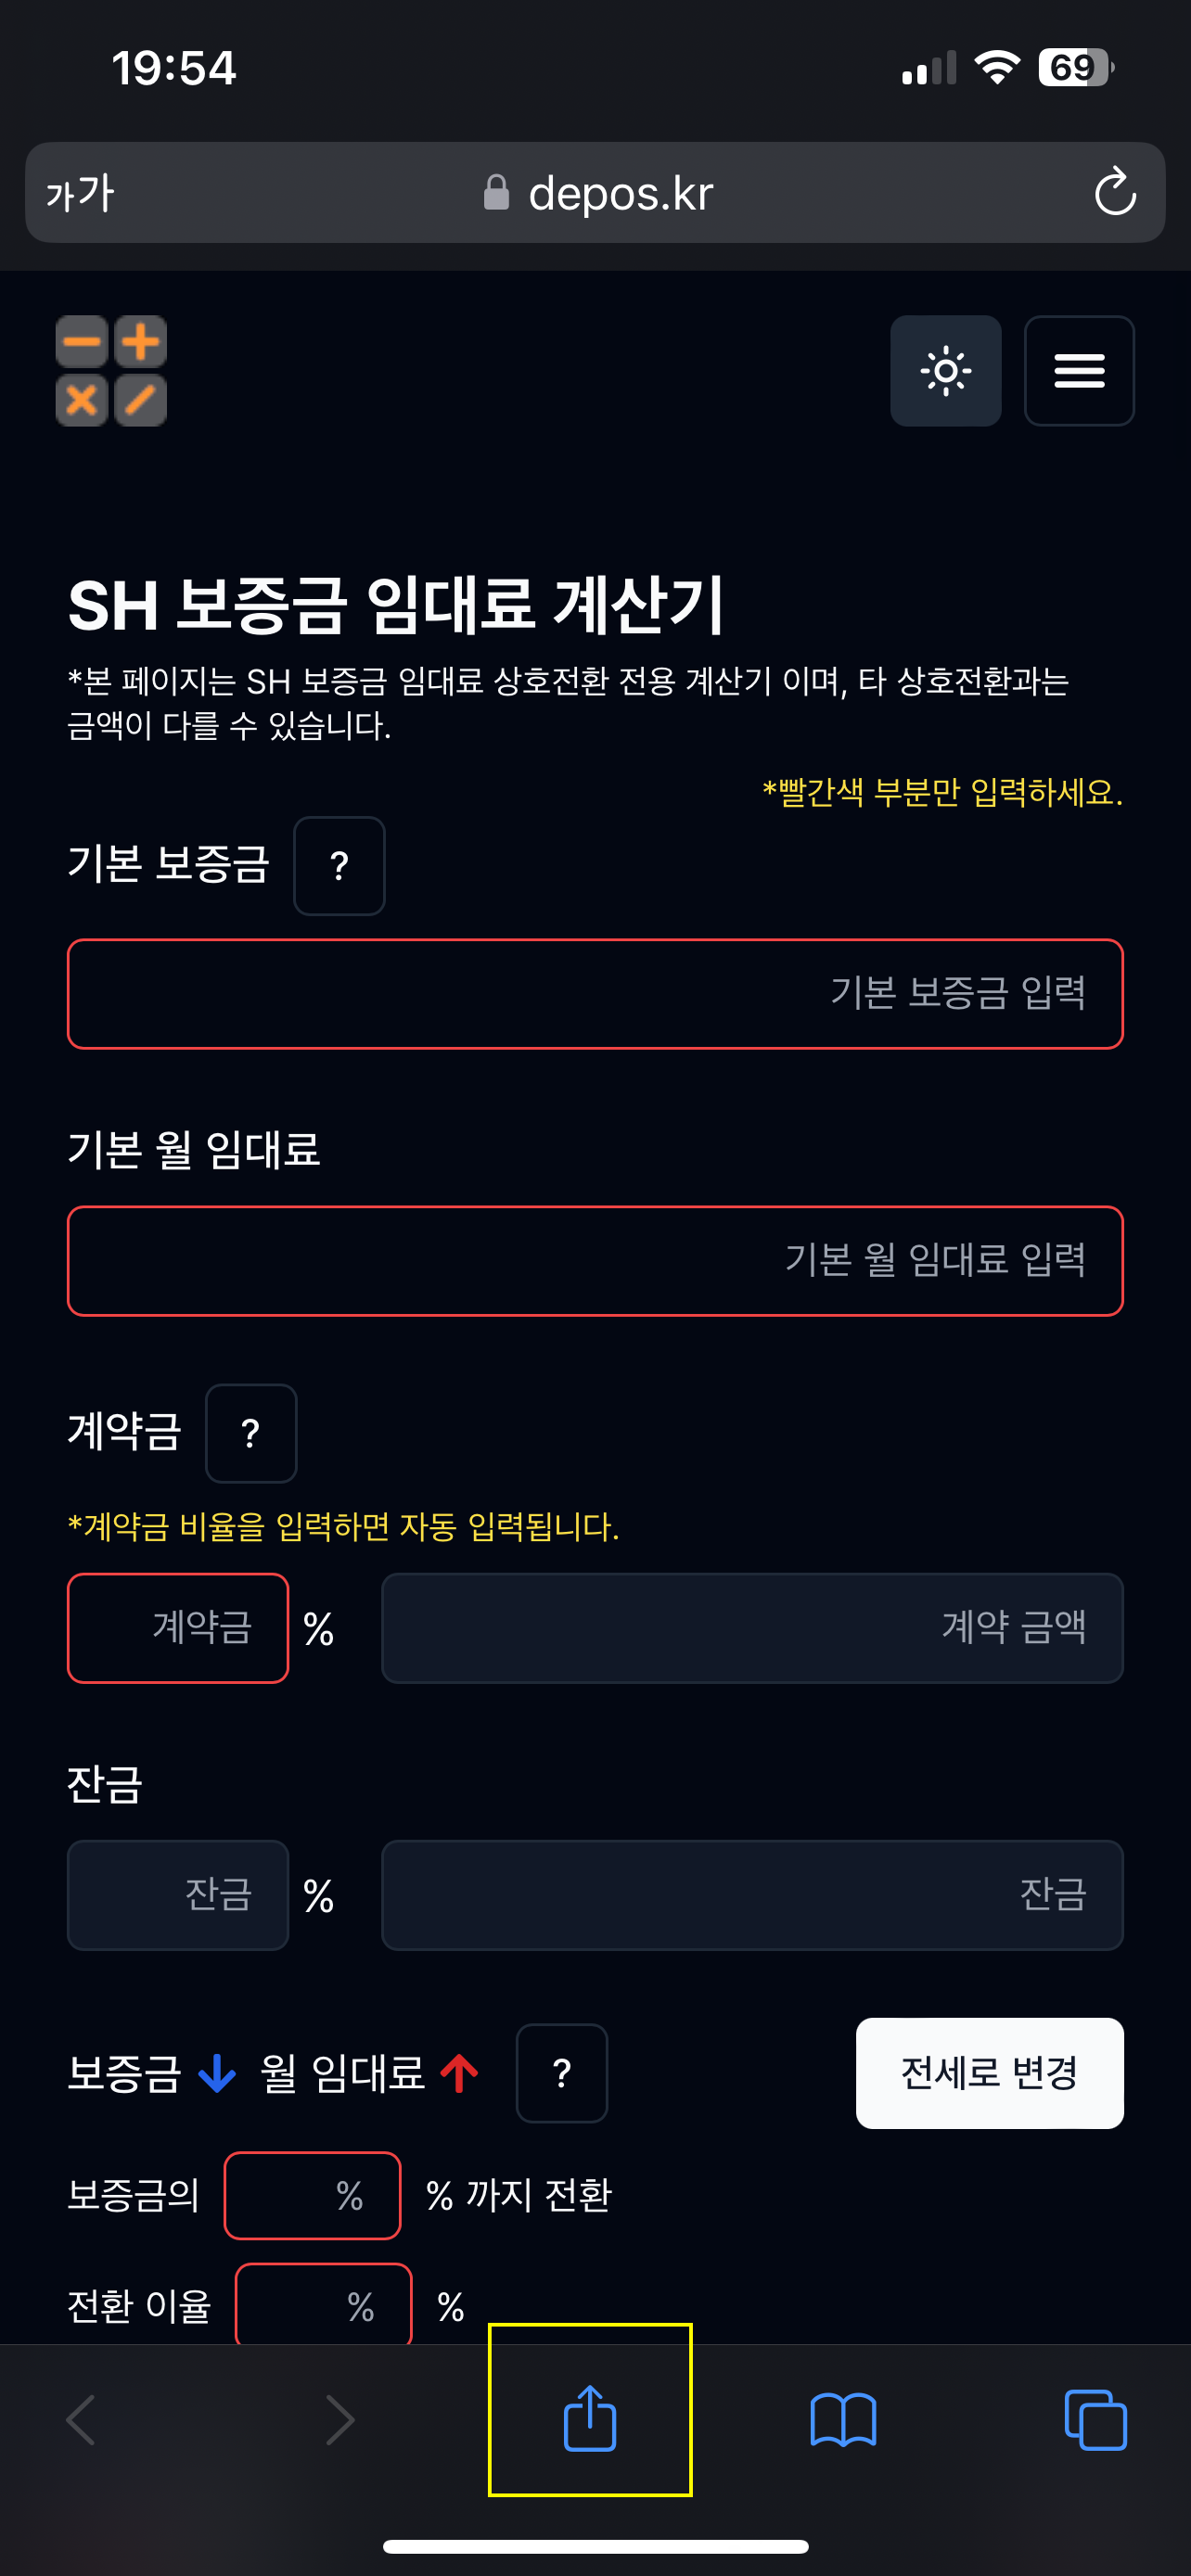 19:54
69
가가
depos.kr
SH 보증금 임대료 계산기
*본 페이지는 SH 보증금 임대료 상호전환 전용 계산기 이며, 타 상호전환과는
금액이 다를 수 있습니다.
*빨간색 부분만 입력하세요.
기본 보증금 ?
기본 보증금 입력
기본 월 임대료
기본 월 임대료 입력
계약금 ?
*계약금 비율을 입력하면 자동 입력됩니다.
계약금 % 계약 금액
잔금
잔금 % 잔금
보증금 월 임대료 ? 전세로 변경
보증금의 % % 까지 전환
전환 이율 % %